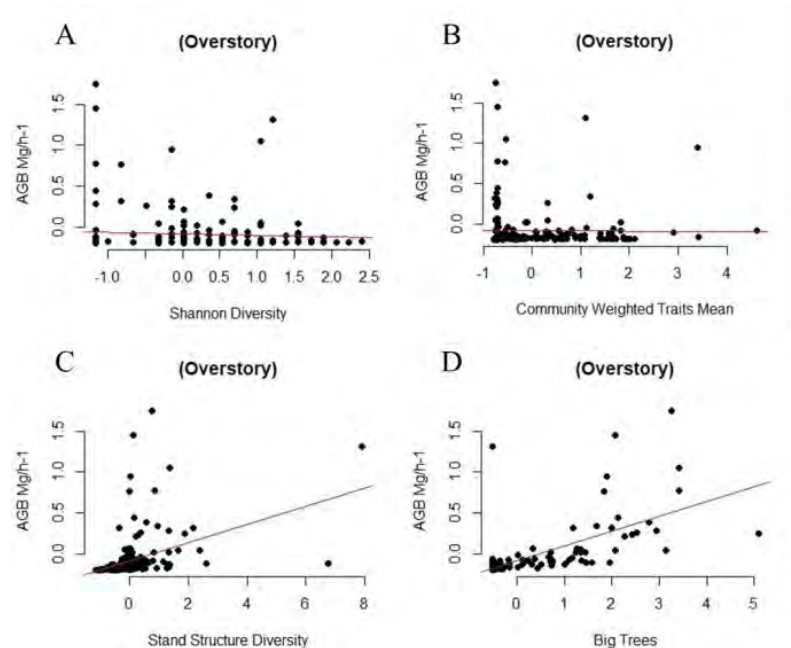 A
(Overstory)
AGB Mg/h-1
1.5
1.0
0.5
0.0
-1.0
0.0
0.5
1.0
1.5
2.0
2.5
Shannon Diversity
B
(Overstory)
AGB Mg/h-1
1.5
1.0
0.5
0.0
-1
0
1
2
3
4
Community Weighted Traits Mean
C
(Overstory)
AGB Mg/h-1
1.5
1.0
0.5
0.0
0
2
4
6
8
Stand Structure Diversity
D
(Overstory)
AGB Mg/h-1
1.5
1.0
0.5
0.0
0
1
2
3
4
5
Big Trees